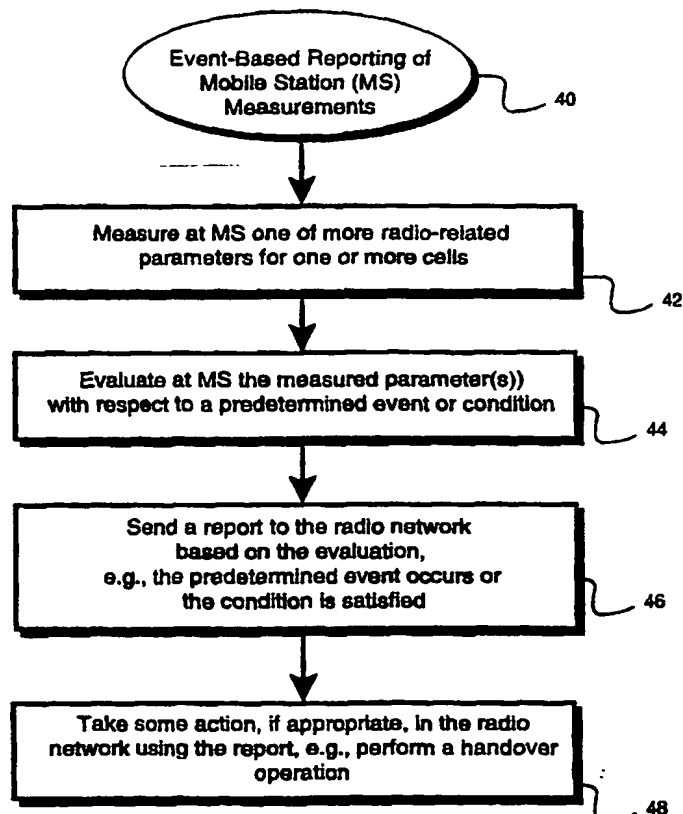 Event-Based Reporting of
Mobile Station (MS)
Measurements
40
Measure at MS one of more radio-related
parameters for one or more cells
42
Evaluate at MS the measured parameter(s))
with respect to a predetermined event or condition
44
Send a report to the radio network
based on the evaluation,
e.g., the predetermined event occurs or
the condition is satisfied
46
Take some action, if appropriate, in the radio
network using the report, e.g., perform a handover
operation
48